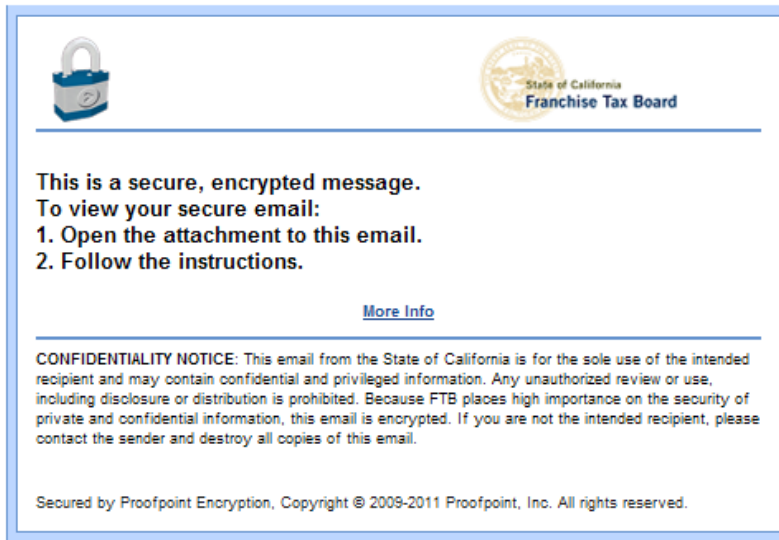 State of California
Franchise Tax Board
This is a secure, encrypted message.
To view your secure email:
1. Open the attachment to this email.
2. Follow the instructions.
More Info
CONFIDENTIALITY NOTICE: This email from the State of California is for the sole use of the intended
recipient and may contain confidential and privileged information. Any unauthorized review or use,
including disclosure or distribution is prohibited. Because FTB places high importance on the security of
private and confidential information, this email is encrypted. If you are not the intended recipient, please
contact the sender and destroy all copies of this email.
Secured by Proofpoint Encryption, Copyright © 2009-2011 Proofpoint, Inc. All rights reserved.